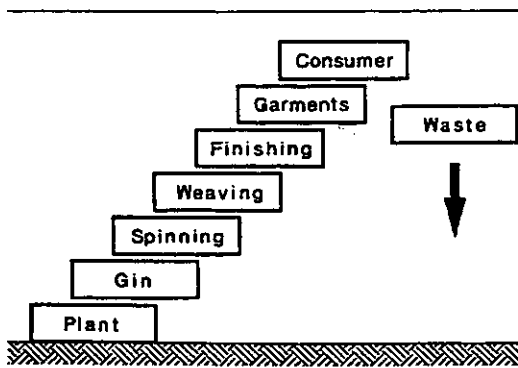 Consumer
Garments
Waste
Finishing
Weaving
Spinning
Gin
Plant